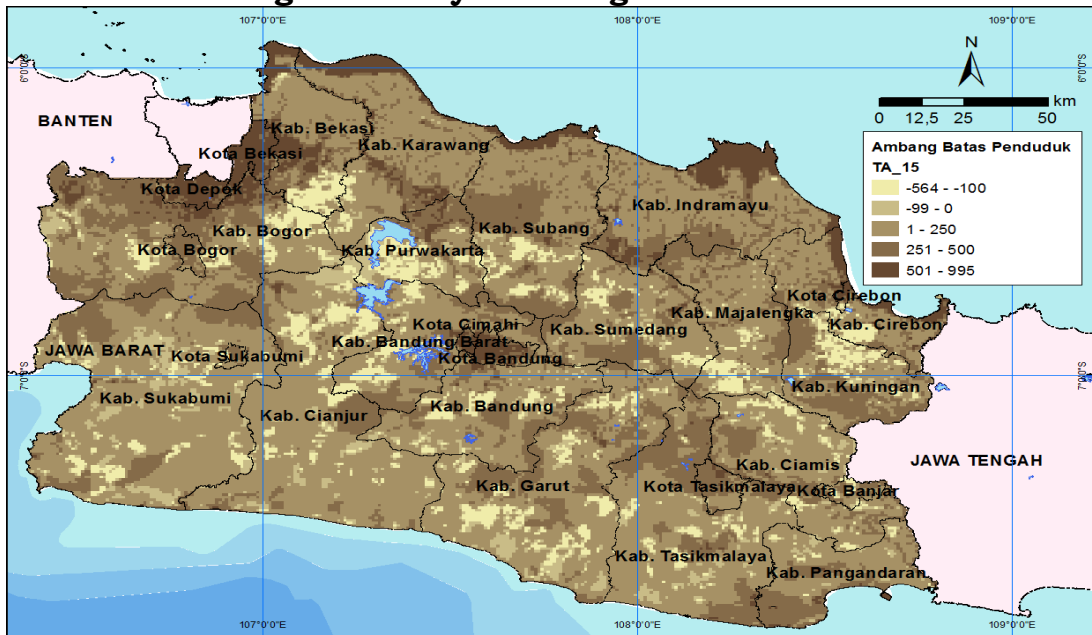 107°0'0"E 108°0'0"E 109°0'0"E
6°0'0"S 6°0'0"S
N
km
0 12,5 25 50
BANTEN
Ambang Batas Penduduk
TA_15
-664 - -100
-99 - 0
1 - 250
251 - 500
501 - 995
Kab. Bekasi
Kab. Karawang
Kota Bekasi
Kota Depok
Kab. Indramayu
Kab. Bogor
Kab. Subang
Kota Bogor
Kab. Purwakarta
Kota Cirebon
Kab. Majalengka
Kota Cimahi
Kab. Sumedang
Kab. Cirebon
Kab. Bandung Barat
JAWA BARAT
Kota Sukabumi
Kota Bandung
7°0'0"S 7°0'0"S
Kab. Kuningan
Kab. Sukabumi
Kab. Bandung
Kab. Cianjur
JAWA TENGAH
Kab. Ciamis
Kab. Garut
Kota Tasikmalaya
Kota Banjar
Kab. Tasikmalaya
Kab. Pangandaran
107°0'0"E 108°0'0"E 109°0'0"E